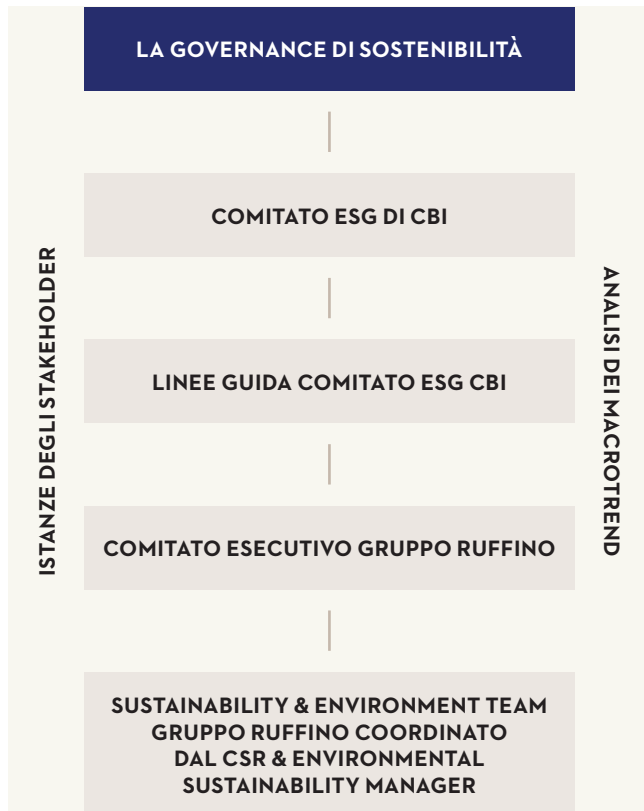 LA GOVERNANCE DI SOSTENIBILITÀ
ISTANZE DEGLI STAKEHOLDER
COMITATO ESG DI CBI
LINEE GUIDA COMITATO ESG CBI
COMITATO ESECUTIVO GRUPPO RUFFINO
SUSTAINABILITY & ENVIRONMENT TEAM
GRUPPO RUFFINO COORDINATO
DAL CSR & ENVIRONMENTAL
SUSTAINABILITY MANAGER
ANALISI DEI MACROTREND